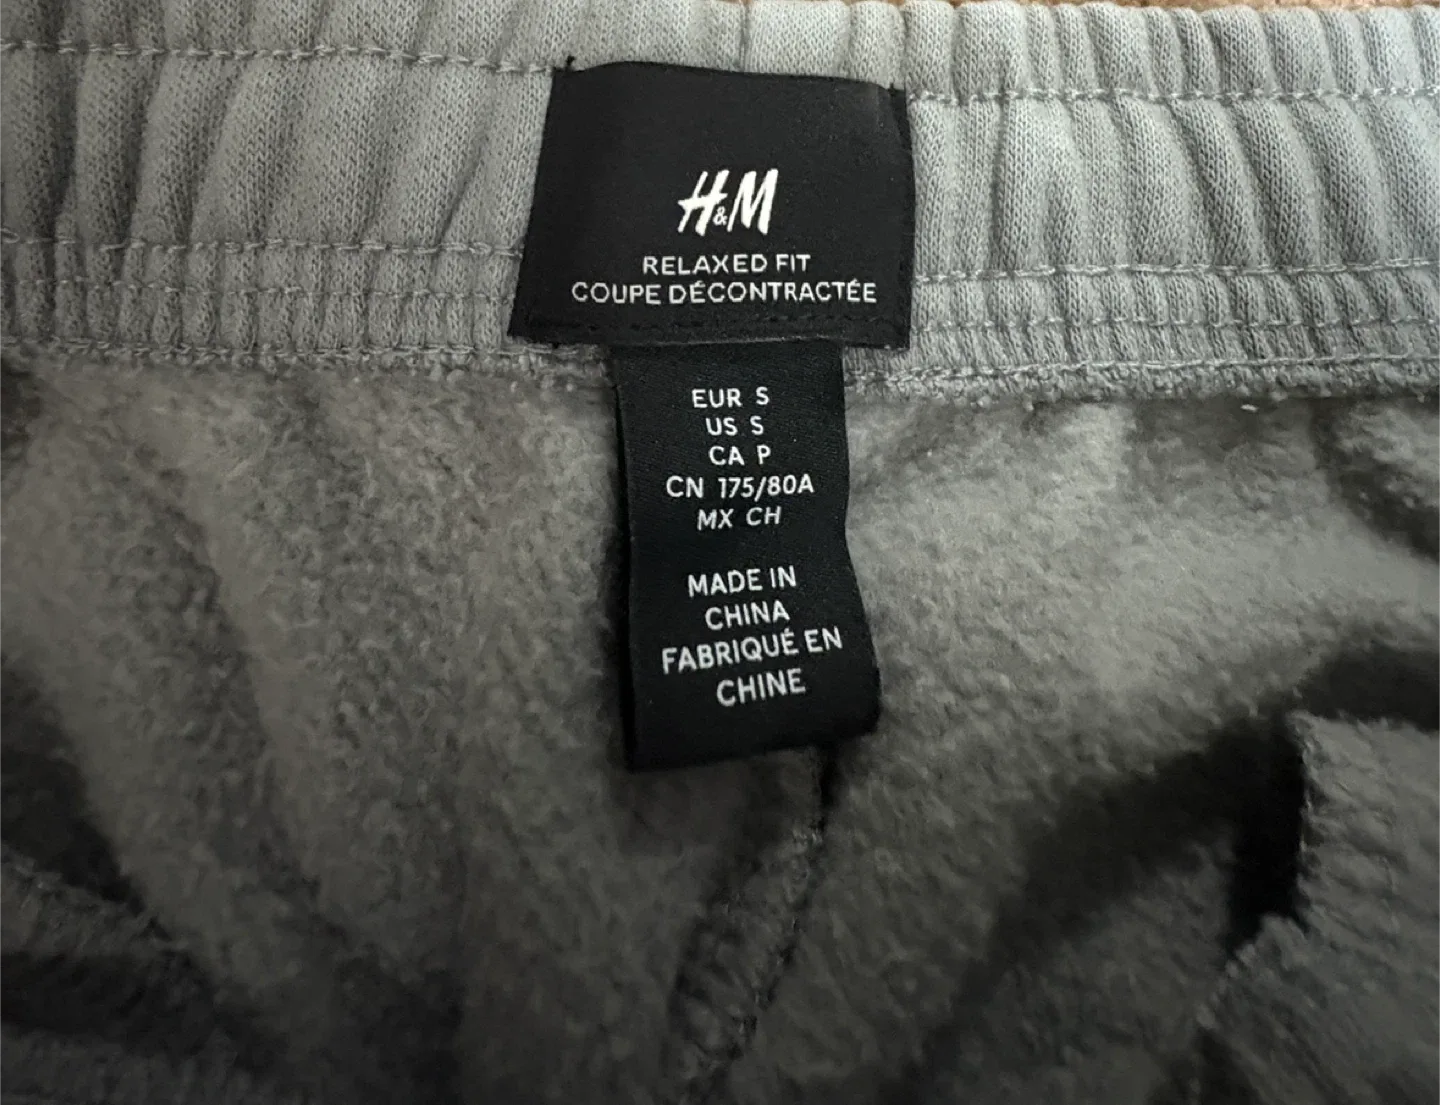 H&M
RELAXED FIT
COUPE DÉCONTRACTÉE
EUR S
US S
CA P
CN 175/80A
MX CH
MADE IN
CHINA
FABRIQUÉ EN
CHINE